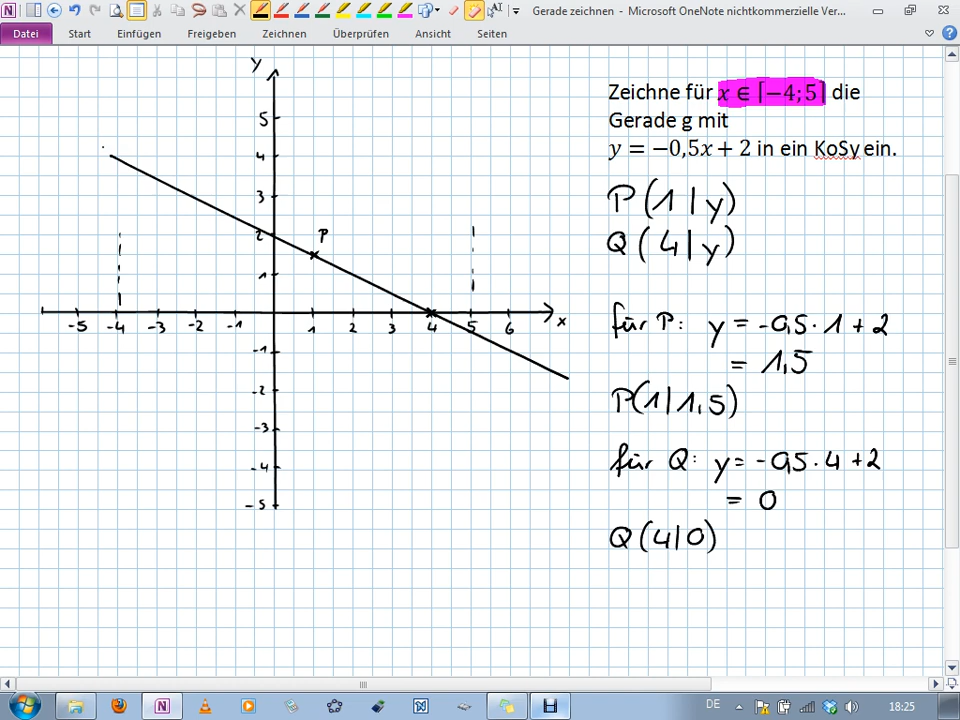 Gerade zeichnen - Microsoft OneNote nichtkommerzielle Ver...
Datei Start Einfügen Freigeben Zeichnen Überprüfen Ansicht Seiten
Zeichne für x ∈ [−4; 5] die
Gerade g mit
y = −0,5x + 2 in ein KoSy ein.
P(1|y)
Q(4|y)
für P: y = -0,5·1+2
= 1,5
P(1|1,5)
für Q: y = -0,5·4+2
= 0
Q(4|0)
y
5
4
3
2
P
1
-5 -4 -3 -2 -1 1 2 3 4 5 6 x
-1
-2
-3
-4
-5
DE 18:25